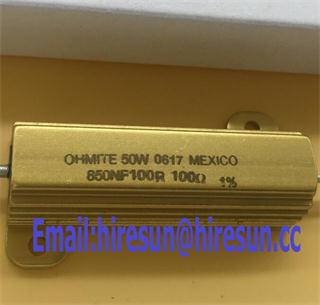 OHMITE 50W 0617 MEXICO
850NF100R 100Ω 1%
Email:hiresun@hiresun.cc